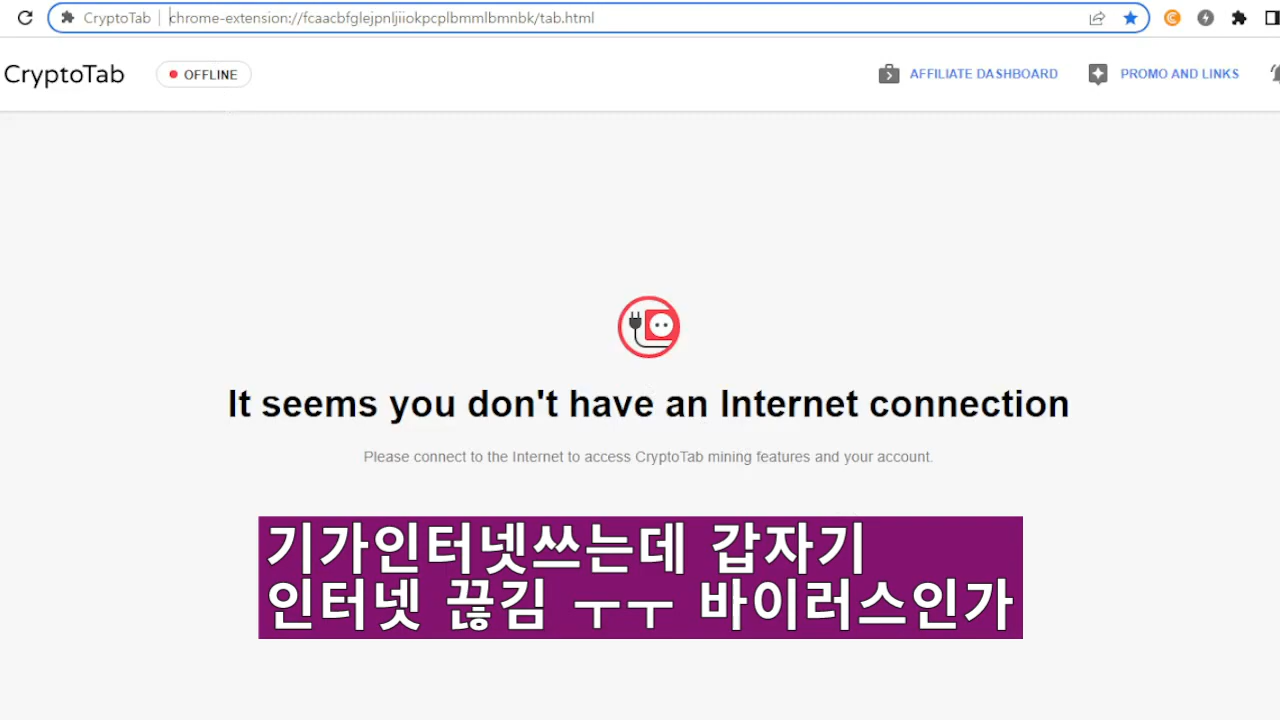 CryptoTab | chrome-extension://fcaacbfglejpnljiiokpcplbmmlbmnbk/tab.html
CryptoTab
OFFLINE
AFFILIATE DASHBOARD
PROMO AND LINKS
It seems you don't have an Internet connection
Please connect to the Internet to access CryptoTab mining features and your account.
기가인터넷쓰는데 갑자기
인터넷 끊김 ㅜㅜ 바이러스인가